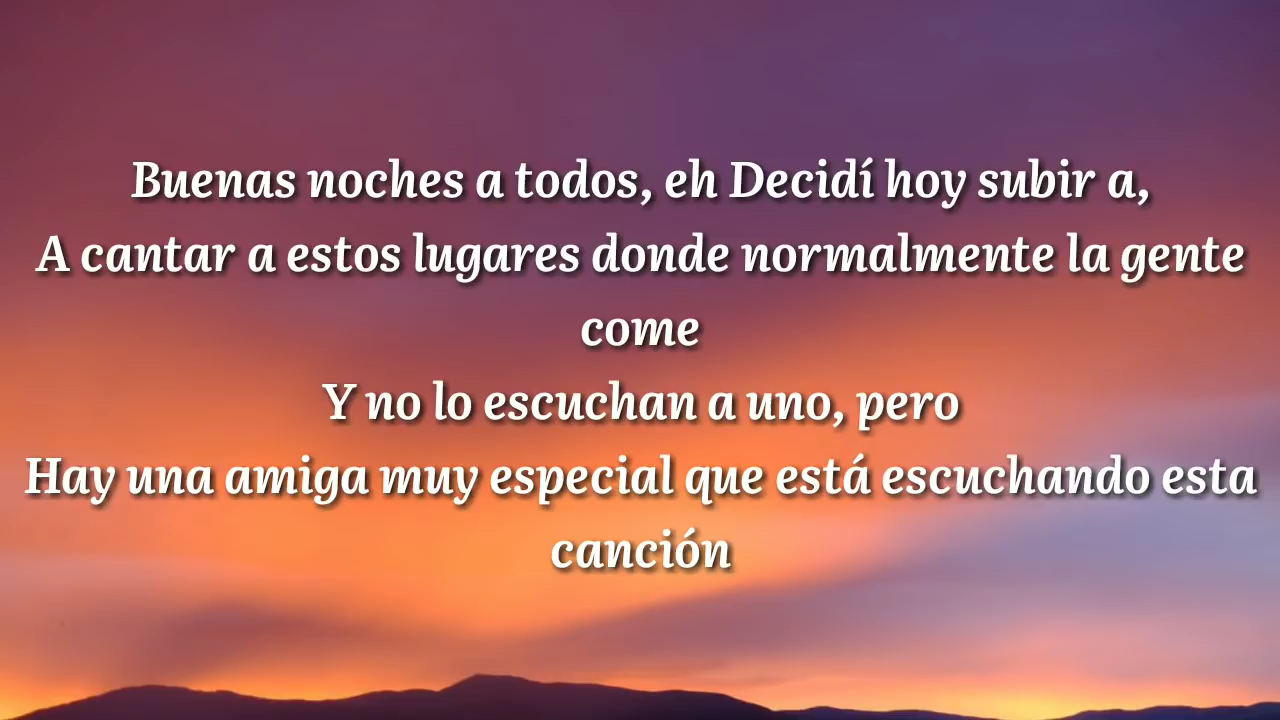 Buenas noches a todos, eh Decidí hoy subir a,
A cantar a estos lugares donde normalmente la gente
come
Y no lo escuchan a uno, pero
Hay una amiga muy especial que está escuchando esta
canción